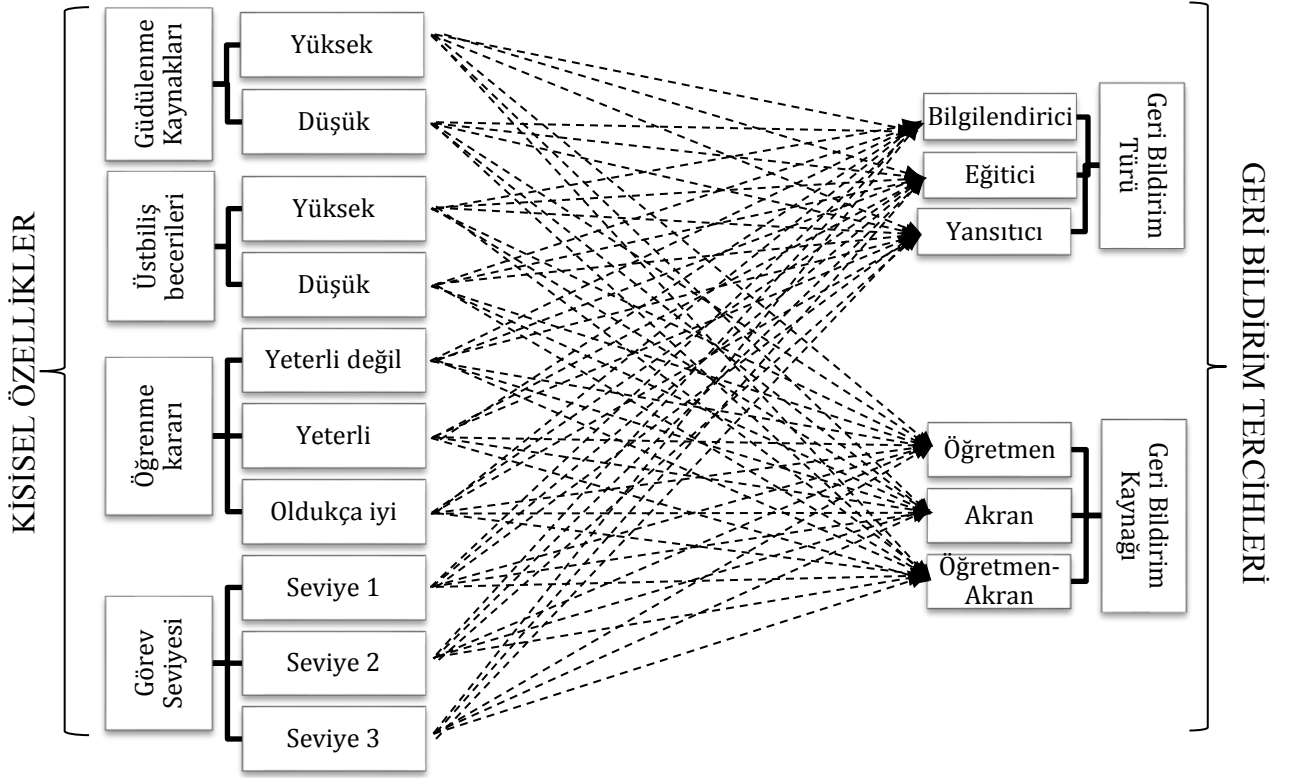 KİSİSEL ÖZELLİKLER
Güdülenme
Kaynakları
Yüksek
Düşük
Üstbiliş
becerileri
Yüksek
Düşük
Öğrenme
kararı
Yeterli değil
Yeterli
Oldukça iyi
Görev
Seviyesi
Seviye 1
Seviye 2
Seviye 3
Bilgilendirici
Eğitici
Yansıtıcı
Geri Bildirim
Türü
Öğretmen
Akran
Öğretmen-
Akran
Geri Bildirim
Kaynağı
GERİ BİLDİRİM TERCİHLERİ